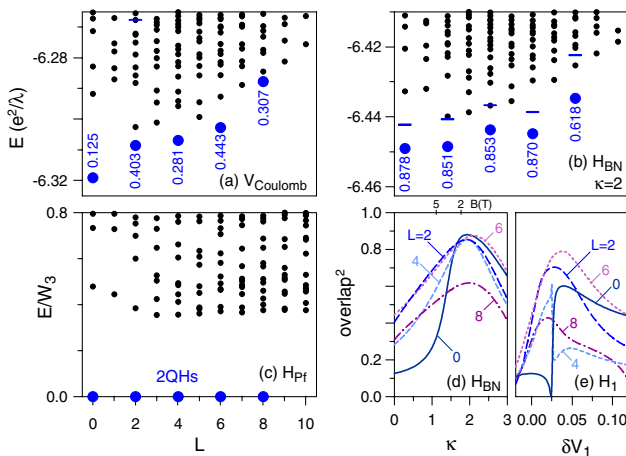 E (e²/λ)
-6.28
-6.32
0.125
0.403
0.281
0.443
0.307
(a) V_Coulomb
-6.42
-6.44
-6.46
0.878
0.851
0.853
0.870
0.618
(b) H_BN
κ=2
E/W₃
0.8
0.0
2QHs
(c) H_Pf
0 2 4 6 8 10
L
5 2 B(T)
overlap²
1.0
0.8
0.6
0.4
0.2
0.0
L=2
6
4
8
0
(d) H_BN
0 1 2 3
κ
L=2
6
0
8
4
(e) H₁
0.00 0.05 0.10
δV₁